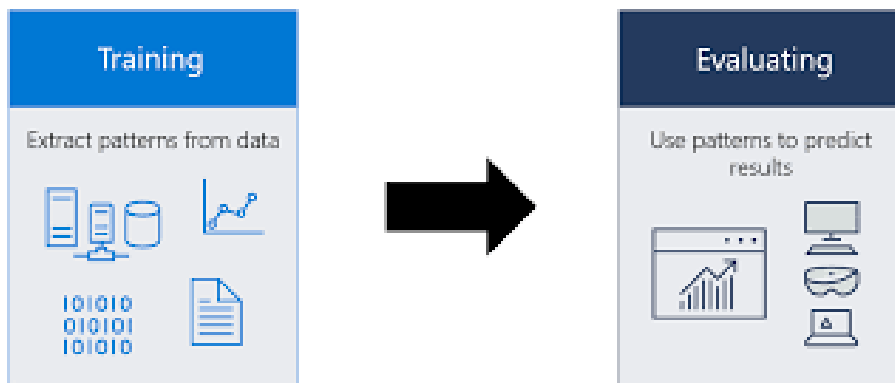 Training
Extract patterns from data
101010
010101
101010
Evaluating
Use patterns to predict
results